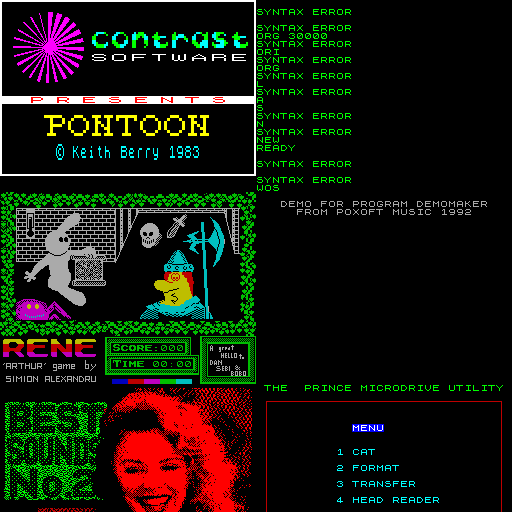 contrast
SOFTWARE
PRESENTS
PONTOON
© Keith Berry 1983
SYNTAX ERROR
SYNTAX ERROR
ORG 30000
SYNTAX ERROR
ORI
SYNTAX ERROR
ORG
SYNTAX ERROR
L
SYNTAX ERROR
A
S
SYNTAX ERROR
N
SYNTAX ERROR
NEW
READY
SYNTAX ERROR
SYNTAX ERROR
WOS
DEMO FOR PROGRAM DEMOMAKER
FROM POXOFT MUSIC 1992
RENE
'ARTHUR' game by
SIMION ALEXANDRU
SCORE:000
TIME 00:00
A great
HELLO to
DAN
SEBI &
BOBO
THE PRINCE MICRODRIVE UTILITY
MENU
1 CAT
2 FORMAT
3 TRANSFER
4 HEAD READER
BEST
SOUNDS
No2